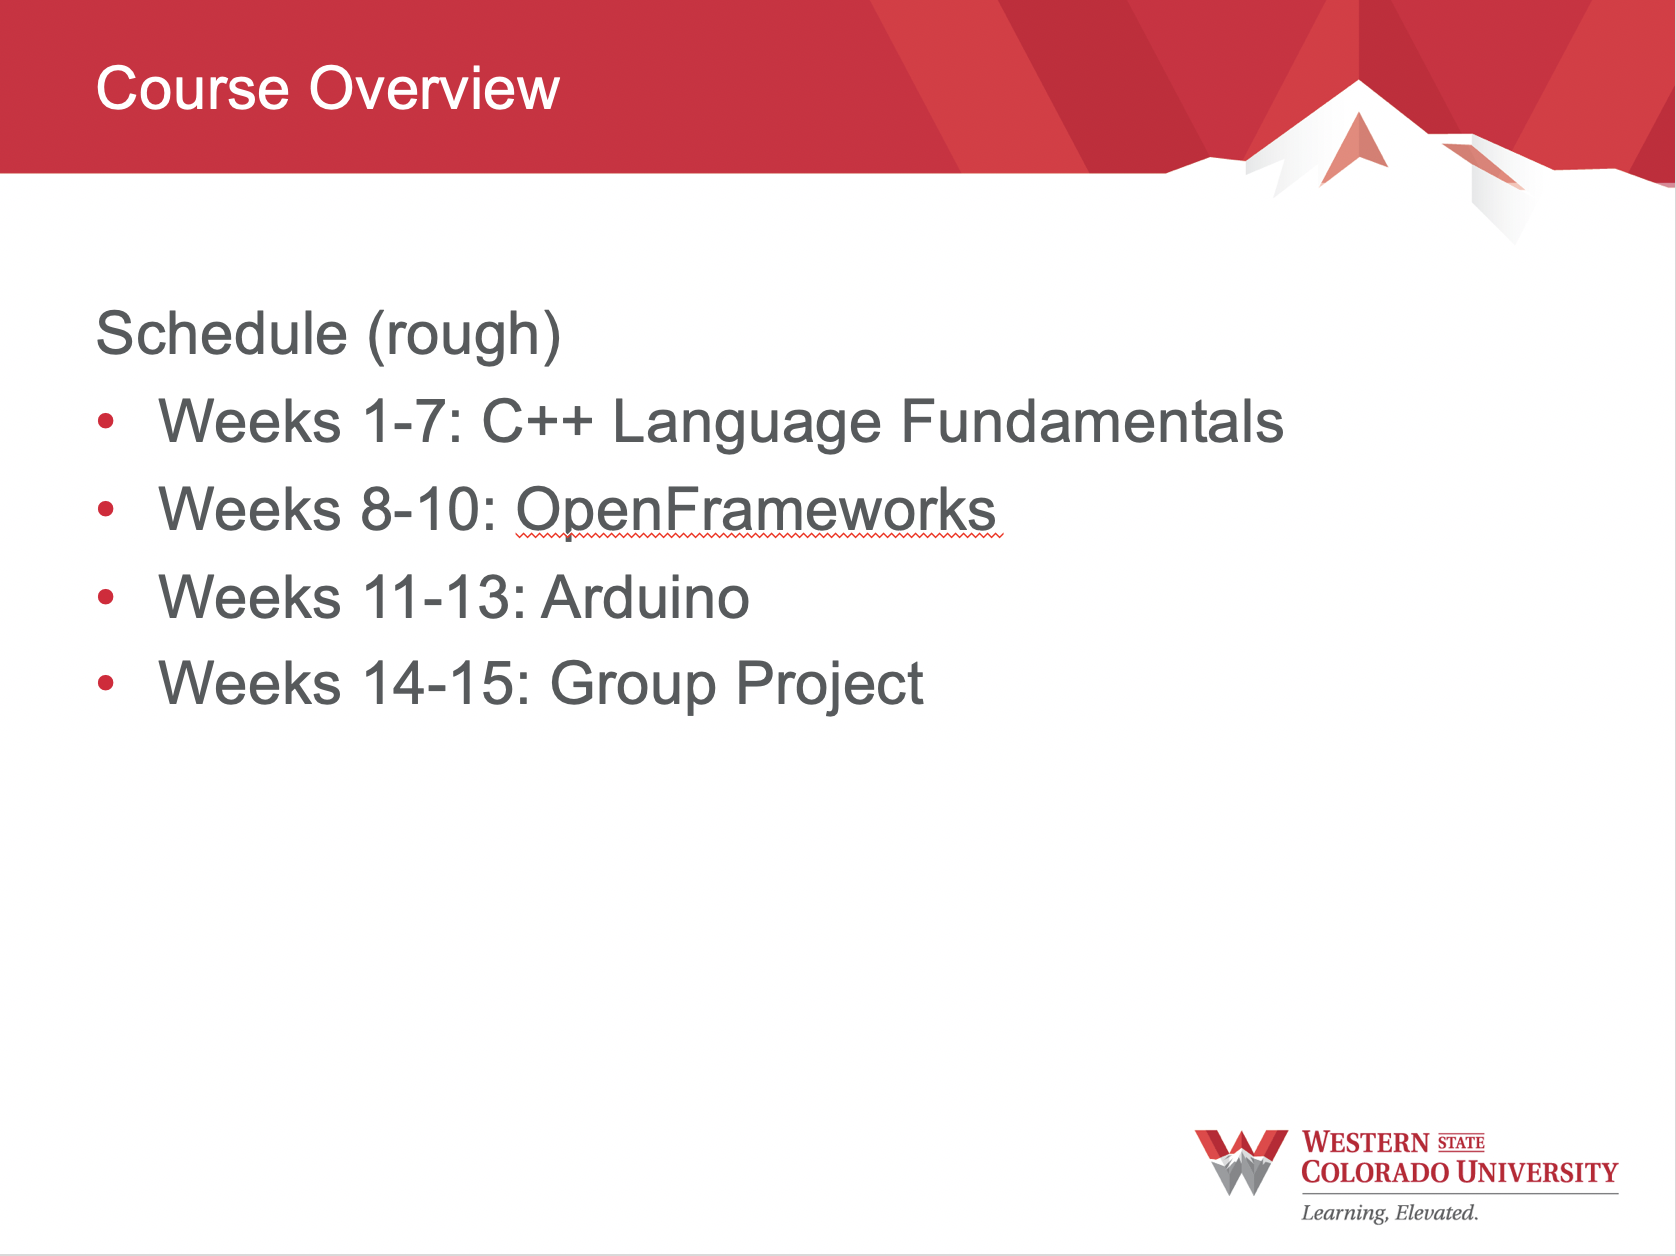 Course Overview
Schedule (rough)
• Weeks 1-7: C++ Language Fundamentals
• Weeks 8-10: OpenFrameworks
• Weeks 11-13: Arduino
• Weeks 14-15: Group Project
WESTERN STATE
COLORADO UNIVERSITY
Learning, Elevated.